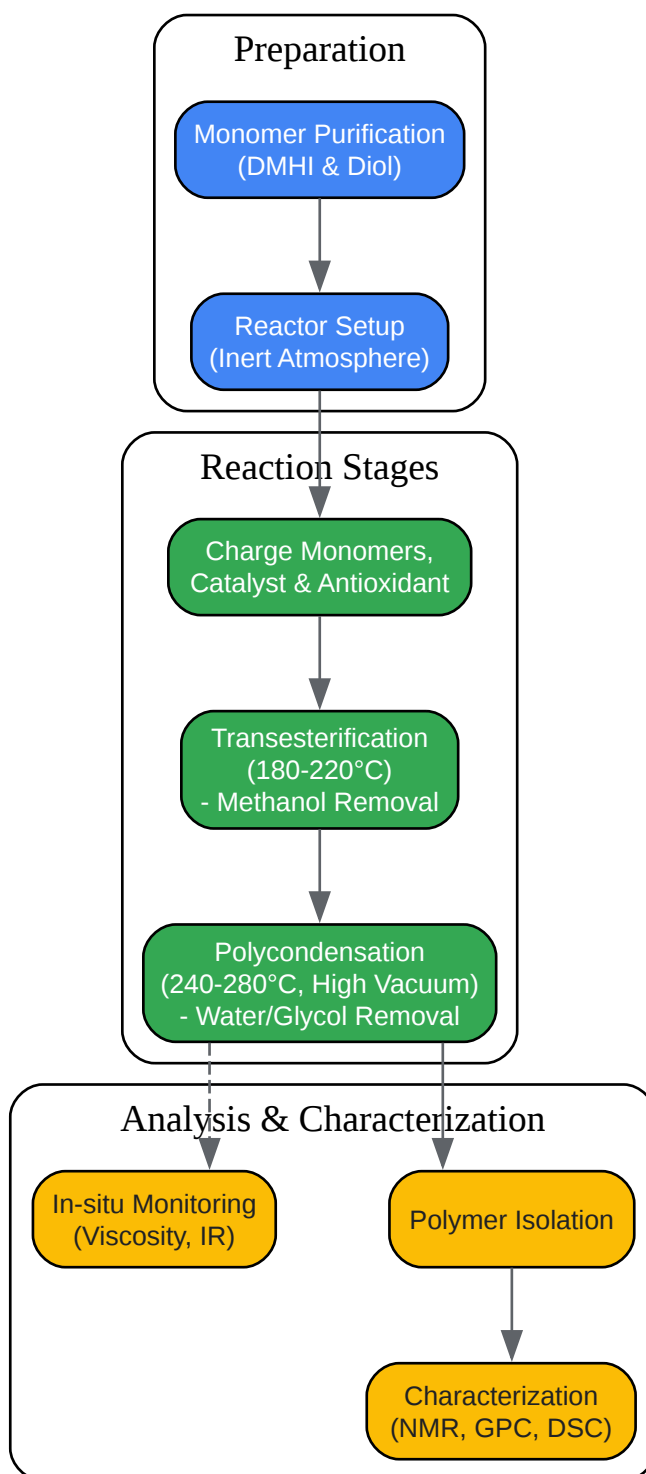 Preparation
Monomer Purification
(DMHI & Diol)
Reactor Setup
(Inert Atmosphere)
Reaction Stages
Charge Monomers,
Catalyst & Antioxidant
Transesterification
(180-220°C)
- Methanol Removal
Polycondensation
(240-280°C, High Vacuum)
- Water/Glycol Removal
Analysis & Characterization
In-situ Monitoring
(Viscosity, IR)
Polymer Isolation
Characterization
(NMR, GPC, DSC)